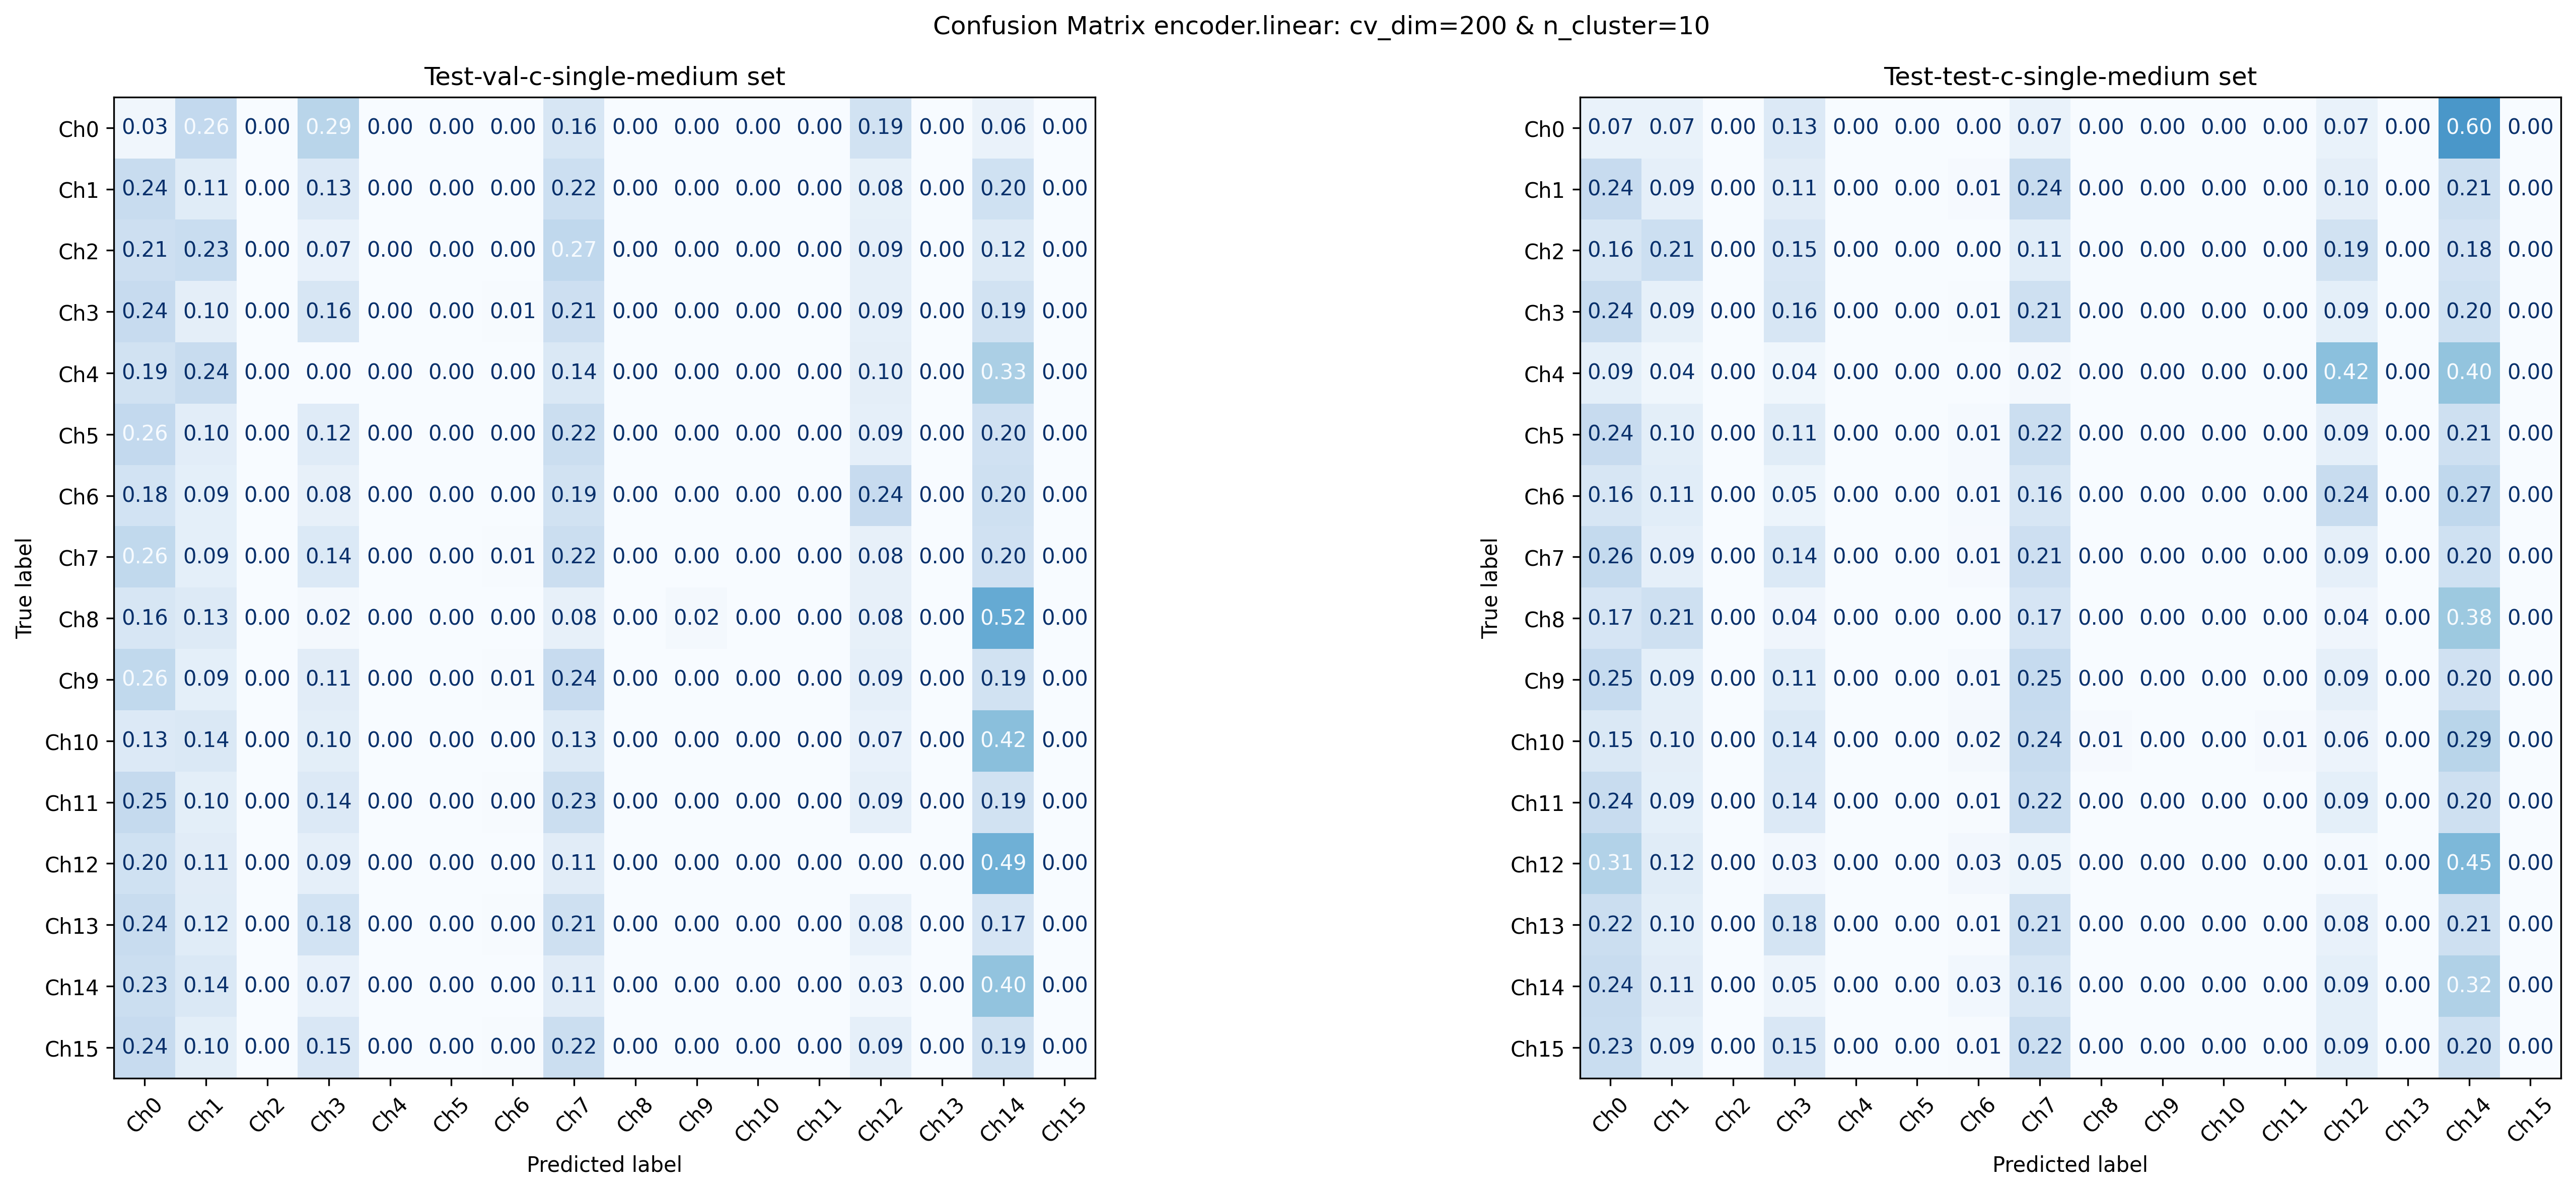 Confusion Matrix encoder.linear: cv_dim=200 & n_cluster=10
Test-val-c-single-medium set
True label
Ch0 0.03 0.26 0.00 0.29 0.00 0.00 0.00 0.16 0.00 0.00 0.00 0.00 0.19 0.00 0.06 0.00
Ch1 0.24 0.11 0.00 0.13 0.00 0.00 0.00 0.22 0.00 0.00 0.00 0.00 0.08 0.00 0.20 0.00
Ch2 0.21 0.23 0.00 0.07 0.00 0.00 0.00 0.27 0.00 0.00 0.00 0.00 0.09 0.00 0.12 0.00
Ch3 0.24 0.10 0.00 0.16 0.00 0.00 0.01 0.21 0.00 0.00 0.00 0.00 0.09 0.00 0.19 0.00
Ch4 0.19 0.24 0.00 0.00 0.00 0.00 0.00 0.14 0.00 0.00 0.00 0.00 0.10 0.00 0.33 0.00
Ch5 0.26 0.10 0.00 0.12 0.00 0.00 0.00 0.22 0.00 0.00 0.00 0.00 0.09 0.00 0.20 0.00
Ch6 0.18 0.09 0.00 0.08 0.00 0.00 0.00 0.19 0.00 0.00 0.00 0.00 0.24 0.00 0.20 0.00
Ch7 0.26 0.09 0.00 0.14 0.00 0.00 0.01 0.22 0.00 0.00 0.00 0.00 0.08 0.00 0.20 0.00
Ch8 0.16 0.13 0.00 0.02 0.00 0.00 0.00 0.08 0.00 0.02 0.00 0.00 0.08 0.00 0.52 0.00
Ch9 0.26 0.09 0.00 0.11 0.00 0.00 0.01 0.24 0.00 0.00 0.00 0.00 0.09 0.00 0.19 0.00
Ch10 0.13 0.14 0.00 0.10 0.00 0.00 0.00 0.13 0.00 0.00 0.00 0.00 0.07 0.00 0.42 0.00
Ch11 0.25 0.10 0.00 0.14 0.00 0.00 0.00 0.23 0.00 0.00 0.00 0.00 0.09 0.00 0.19 0.00
Ch12 0.20 0.11 0.00 0.09 0.00 0.00 0.00 0.11 0.00 0.00 0.00 0.00 0.00 0.00 0.49 0.00
Ch13 0.24 0.12 0.00 0.18 0.00 0.00 0.00 0.21 0.00 0.00 0.00 0.00 0.08 0.00 0.17 0.00
Ch14 0.23 0.14 0.00 0.07 0.00 0.00 0.00 0.11 0.00 0.00 0.00 0.00 0.03 0.00 0.40 0.00
Ch15 0.24 0.10 0.00 0.15 0.00 0.00 0.00 0.22 0.00 0.00 0.00 0.00 0.09 0.00 0.19 0.00
Ch0 Ch1 Ch2 Ch3 Ch4 Ch5 Ch6 Ch7 Ch8 Ch9 Ch10 Ch11 Ch12 Ch13 Ch14 Ch15
Predicted label
Test-test-c-single-medium set
True label
Ch0 0.07 0.07 0.00 0.13 0.00 0.00 0.00 0.07 0.00 0.00 0.00 0.00 0.07 0.00 0.60 0.00
Ch1 0.24 0.09 0.00 0.11 0.00 0.00 0.01 0.24 0.00 0.00 0.00 0.00 0.10 0.00 0.21 0.00
Ch2 0.16 0.21 0.00 0.15 0.00 0.00 0.00 0.11 0.00 0.00 0.00 0.00 0.19 0.00 0.18 0.00
Ch3 0.24 0.09 0.00 0.16 0.00 0.00 0.01 0.21 0.00 0.00 0.00 0.00 0.09 0.00 0.20 0.00
Ch4 0.09 0.04 0.00 0.04 0.00 0.00 0.00 0.02 0.00 0.00 0.00 0.00 0.42 0.00 0.40 0.00
Ch5 0.24 0.10 0.00 0.11 0.00 0.00 0.01 0.22 0.00 0.00 0.00 0.00 0.09 0.00 0.21 0.00
Ch6 0.16 0.11 0.00 0.05 0.00 0.00 0.01 0.16 0.00 0.00 0.00 0.00 0.24 0.00 0.27 0.00
Ch7 0.26 0.09 0.00 0.14 0.00 0.00 0.01 0.21 0.00 0.00 0.00 0.00 0.09 0.00 0.20 0.00
Ch8 0.17 0.21 0.00 0.04 0.00 0.00 0.00 0.17 0.00 0.00 0.00 0.00 0.04 0.00 0.38 0.00
Ch9 0.25 0.09 0.00 0.11 0.00 0.00 0.01 0.25 0.00 0.00 0.00 0.00 0.09 0.00 0.20 0.00
Ch10 0.15 0.10 0.00 0.14 0.00 0.00 0.02 0.24 0.01 0.00 0.00 0.01 0.06 0.00 0.29 0.00
Ch11 0.24 0.09 0.00 0.14 0.00 0.00 0.01 0.22 0.00 0.00 0.00 0.00 0.09 0.00 0.20 0.00
Ch12 0.31 0.12 0.00 0.03 0.00 0.00 0.03 0.05 0.00 0.00 0.00 0.00 0.01 0.00 0.45 0.00
Ch13 0.22 0.10 0.00 0.18 0.00 0.00 0.01 0.21 0.00 0.00 0.00 0.00 0.08 0.00 0.21 0.00
Ch14 0.24 0.11 0.00 0.05 0.00 0.00 0.03 0.16 0.00 0.00 0.00 0.00 0.09 0.00 0.32 0.00
Ch15 0.23 0.09 0.00 0.15 0.00 0.00 0.01 0.22 0.00 0.00 0.00 0.00 0.09 0.00 0.20 0.00
Ch0 Ch1 Ch2 Ch3 Ch4 Ch5 Ch6 Ch7 Ch8 Ch9 Ch10 Ch11 Ch12 Ch13 Ch14 Ch15
Predicted label